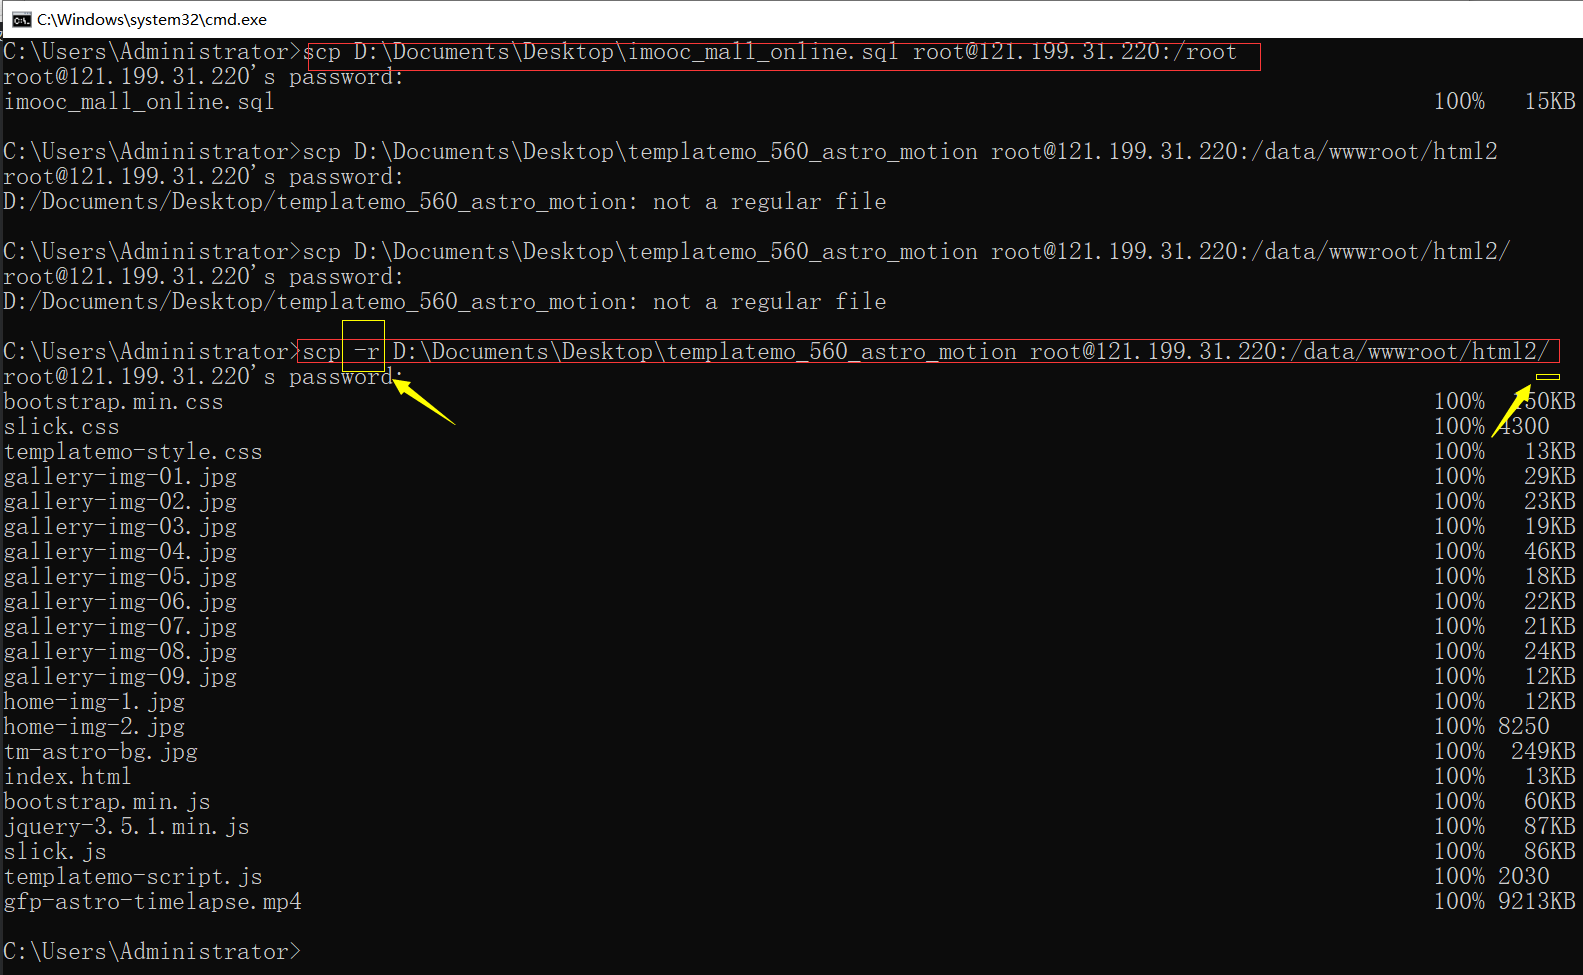 C:\Windows\system32\cmd.exe
C:\Users\Administrator>scp D:\Documents\Desktop\imooc_mall_online.sql root@121.199.31.220:/root
root@121.199.31.220's password:
imooc_mall_online.sql 100% 15KB
C:\Users\Administrator>scp D:\Documents\Desktop\templatemo_560_astro_motion root@121.199.31.220:/data/wwwroot/html2
root@121.199.31.220's password:
D:/Documents/Desktop/templatemo_560_astro_motion: not a regular file
C:\Users\Administrator>scp D:\Documents\Desktop\templatemo_560_astro_motion root@121.199.31.220:/data/wwwroot/html2/
root@121.199.31.220's password:
D:/Documents/Desktop/templatemo_560_astro_motion: not a regular file
C:\Users\Administrator>scp -r D:\Documents\Desktop\templatemo_560_astro_motion root@121.199.31.220:/data/wwwroot/html2/
root@121.199.31.220's password:
bootstrap.min.css 100%
slick.css 100% 4300
templatemo-style.css 100% 13KB
gallery-img-01.jpg 100% 29KB
gallery-img-02.jpg 100% 23KB
gallery-img-03.jpg 100% 19KB
gallery-img-04.jpg 100% 46KB
gallery-img-05.jpg 100% 18KB
gallery-img-06.jpg 100% 22KB
gallery-img-07.jpg 100% 21KB
gallery-img-08.jpg 100% 24KB
gallery-img-09.jpg 100% 12KB
home-img-1.jpg 100% 12KB
home-img-2.jpg 100% 8250
tm-astro-bg.jpg 100% 249KB
index.html 100% 13KB
bootstrap.min.js 100% 60KB
jquery-3.5.1.min.js 100% 87KB
slick.js 100% 86KB
templatemo-script.js 100% 2030
gfp-astro-timelapse.mp4 100% 9213KB
C:\Users\Administrator>